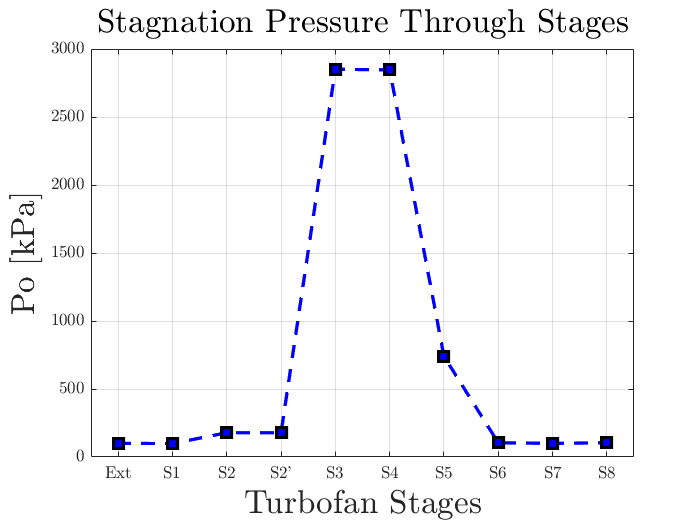 Stagnation Pressure Through Stages
3000
2500
2000
1500
1000
500
0
Po [kPa]
Ext S1 S2 S2' S3 S4 S5 S6 S7 S8
Turbofan Stages